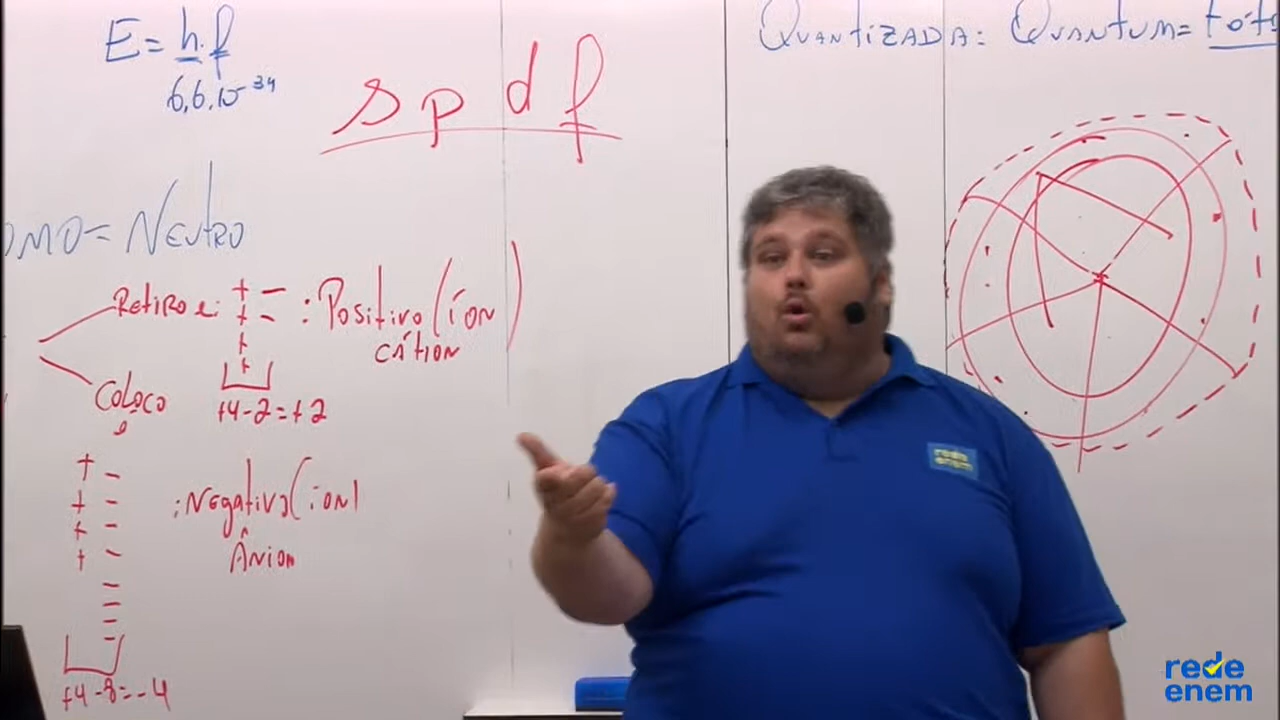 E = h.f
6,6.10⁻³⁴
s p d f
QUANTIZADA: QUANTUM=
OMO = NEUTRO
RETIRO e: + - : POSITIVO (íON)
+ -
+
+
CÁTION
+4-2=+2
COLOCO
e
+ -
+ -
+ -
+ -
-
-
-
-
: NEgAtivo (íoN)
ÂNION
+4-8=-4
rede
enem
rede
enem